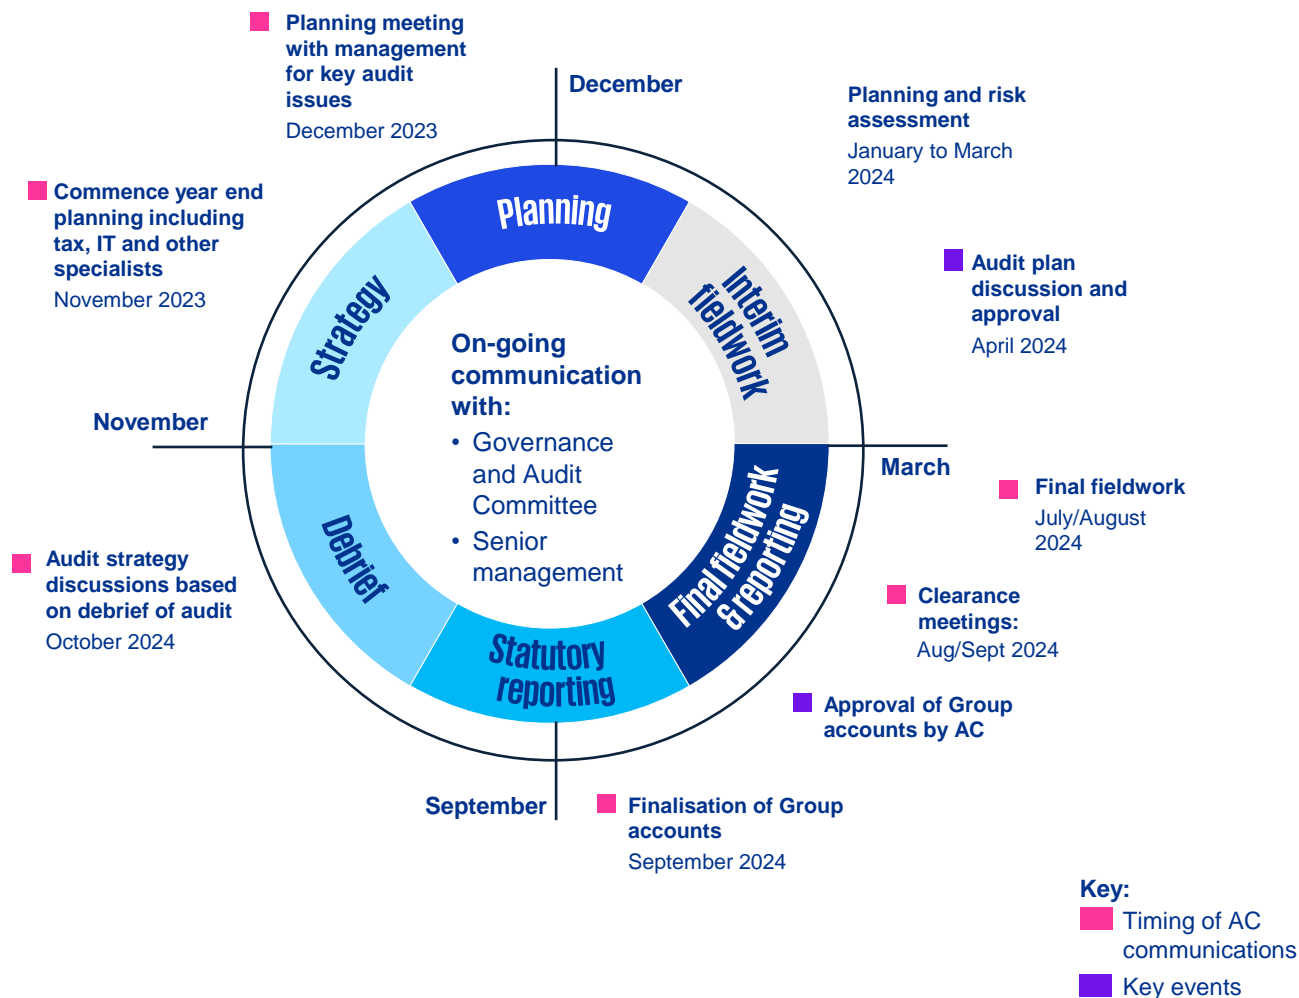 Planning meeting
with management
for key audit
issues
December 2023
December
Planning and risk
assessment
January to March
2024
Commence year end
planning including
tax, IT and other
specialists
November 2023
Audit plan
discussion and
approval
April 2024
Planning
Strategy
Interim
fieldwork
On-going
communication
with:
• Governance
and Audit
Committee
• Senior
management
November
March
Final fieldwork
July/August
2024
Final fieldwork
& reporting
Debrief
Audit strategy
discussions based
on debrief of audit
October 2024
Clearance
meetings:
Aug/Sept 2024
Statutory
reporting
Approval of Group
accounts by AC
September
Finalisation of Group
accounts
September 2024
Key:
Timing of AC
communications
Key events